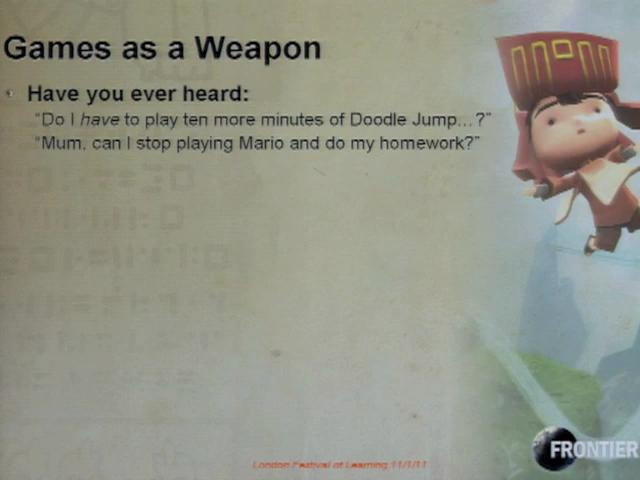 Games as a Weapon
Have you ever heard:
"Do I have to play ten more minutes of Doodle Jump...?"
"Mum, can I stop playing Mario and do my homework?"
London Festival of Learning 11/1/11
FRONTIER